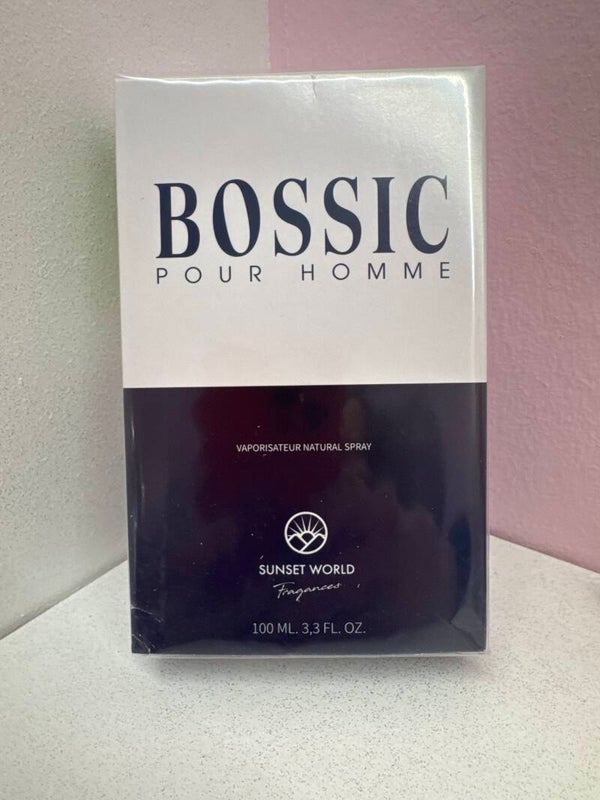 BOSSIC
POUR HOMME
VAPORISATEUR NATURAL SPRAY
SUNSET WORLD
Fragances
100 ML. 3,3 FL. OZ.